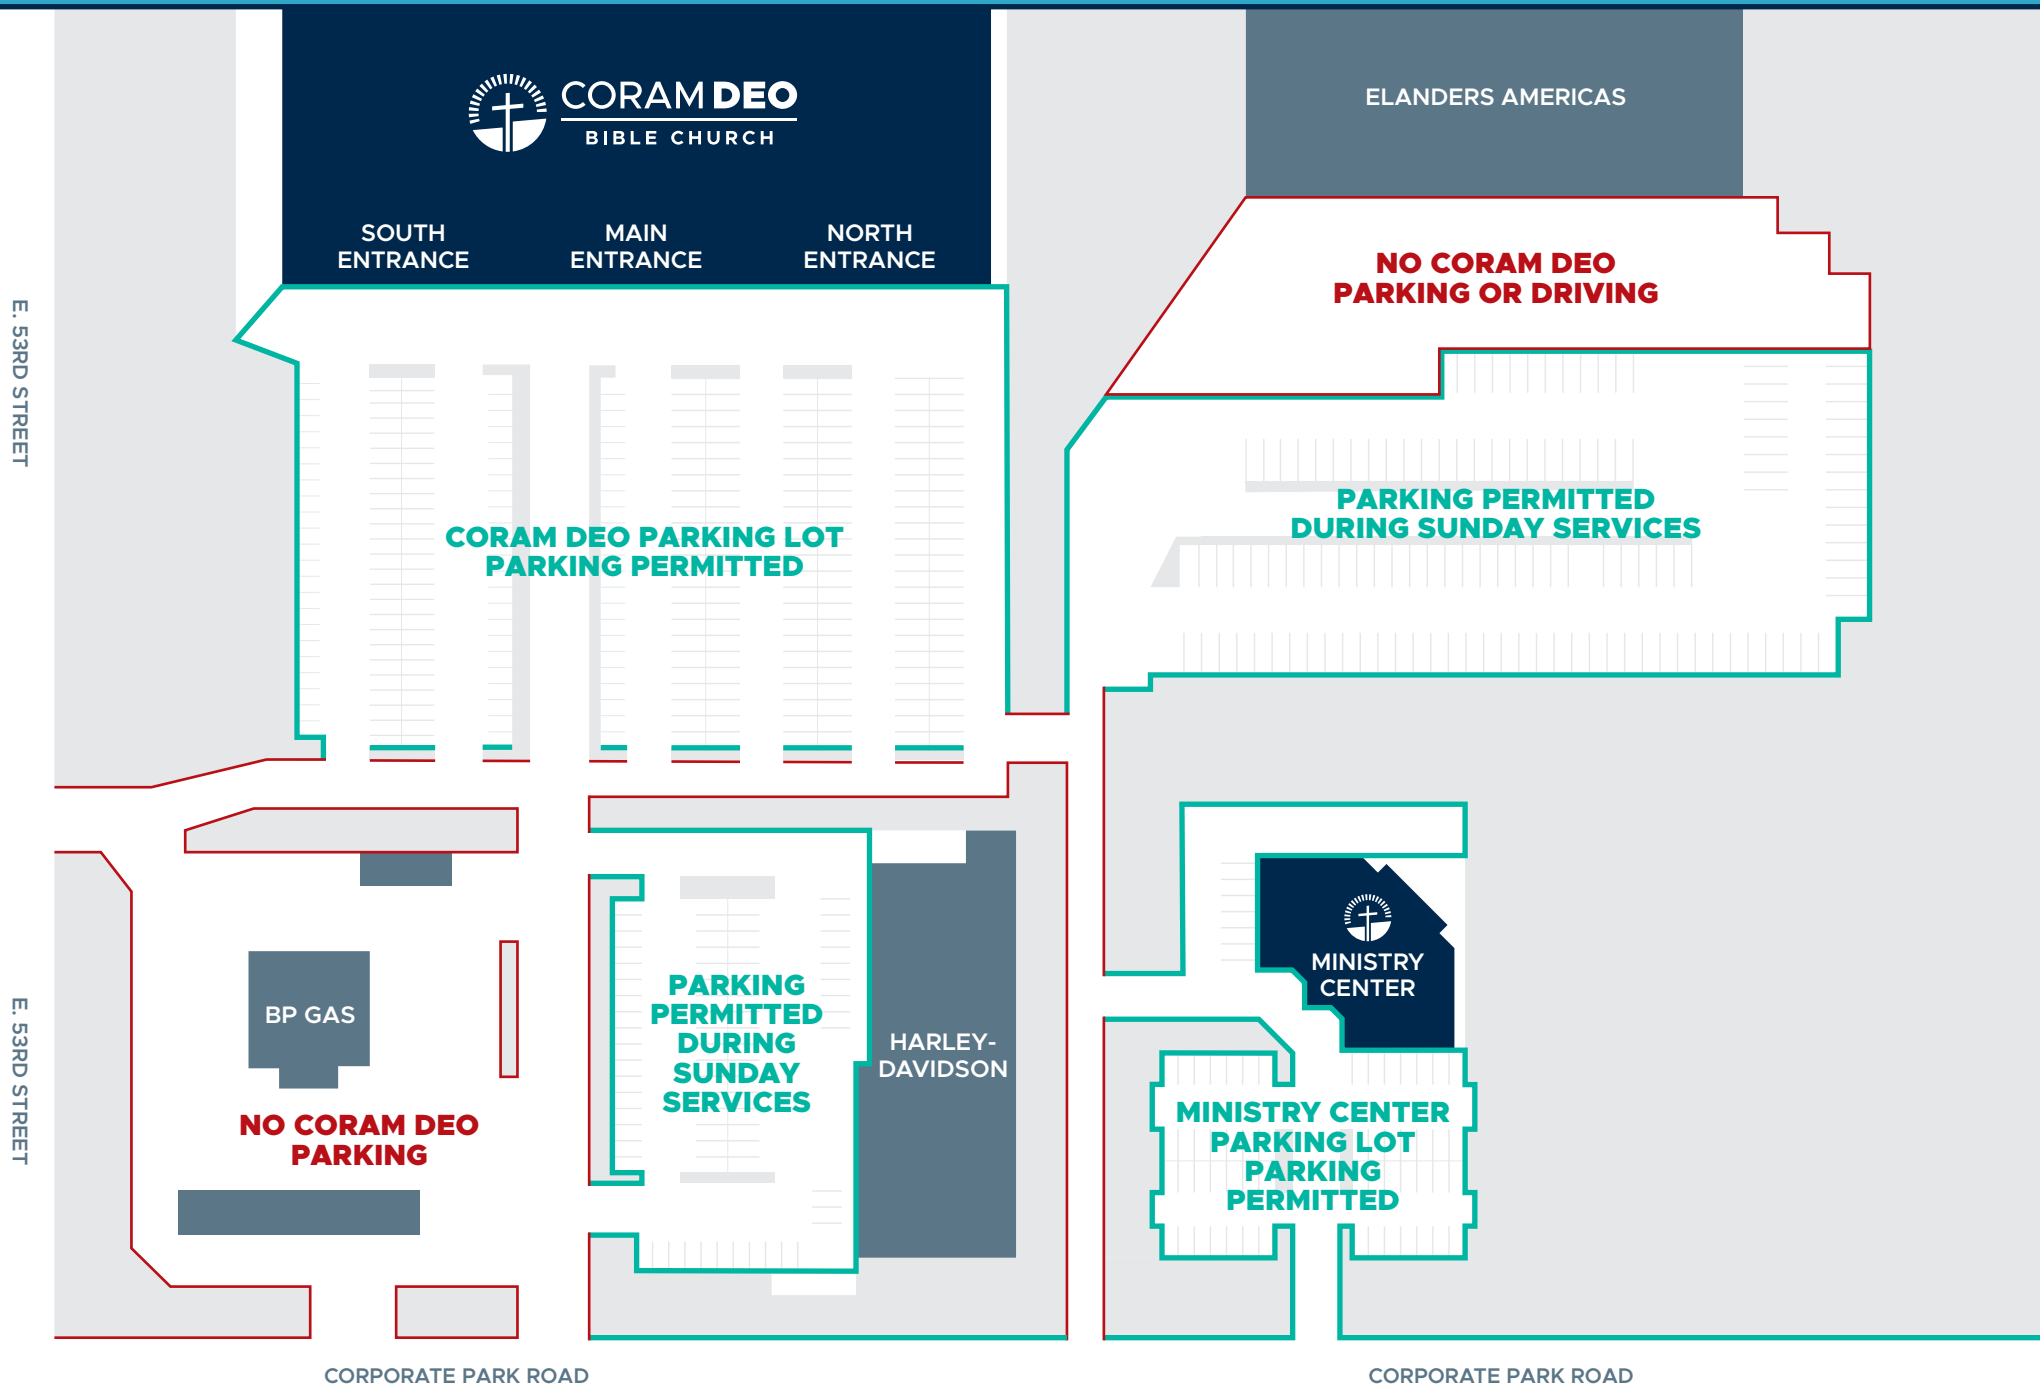 CORAM DEO
BIBLE CHURCH
ELANDERS AMERICAS
SOUTH
ENTRANCE
MAIN
ENTRANCE
NORTH
ENTRANCE
NO CORAM DEO
PARKING OR DRIVING
E. 53RD STREET
CORAM DEO PARKING LOT
PARKING PERMITTED
PARKING PERMITTED
DURING SUNDAY SERVICES
MINISTRY
CENTER
BP GAS
PARKING
PERMITTED
DURING
SUNDAY
SERVICES
HARLEY-
DAVIDSON
E. 53RD STREET
NO CORAM DEO
PARKING
MINISTRY CENTER
PARKING LOT
PARKING
PERMITTED
CORPORATE PARK ROAD
CORPORATE PARK ROAD